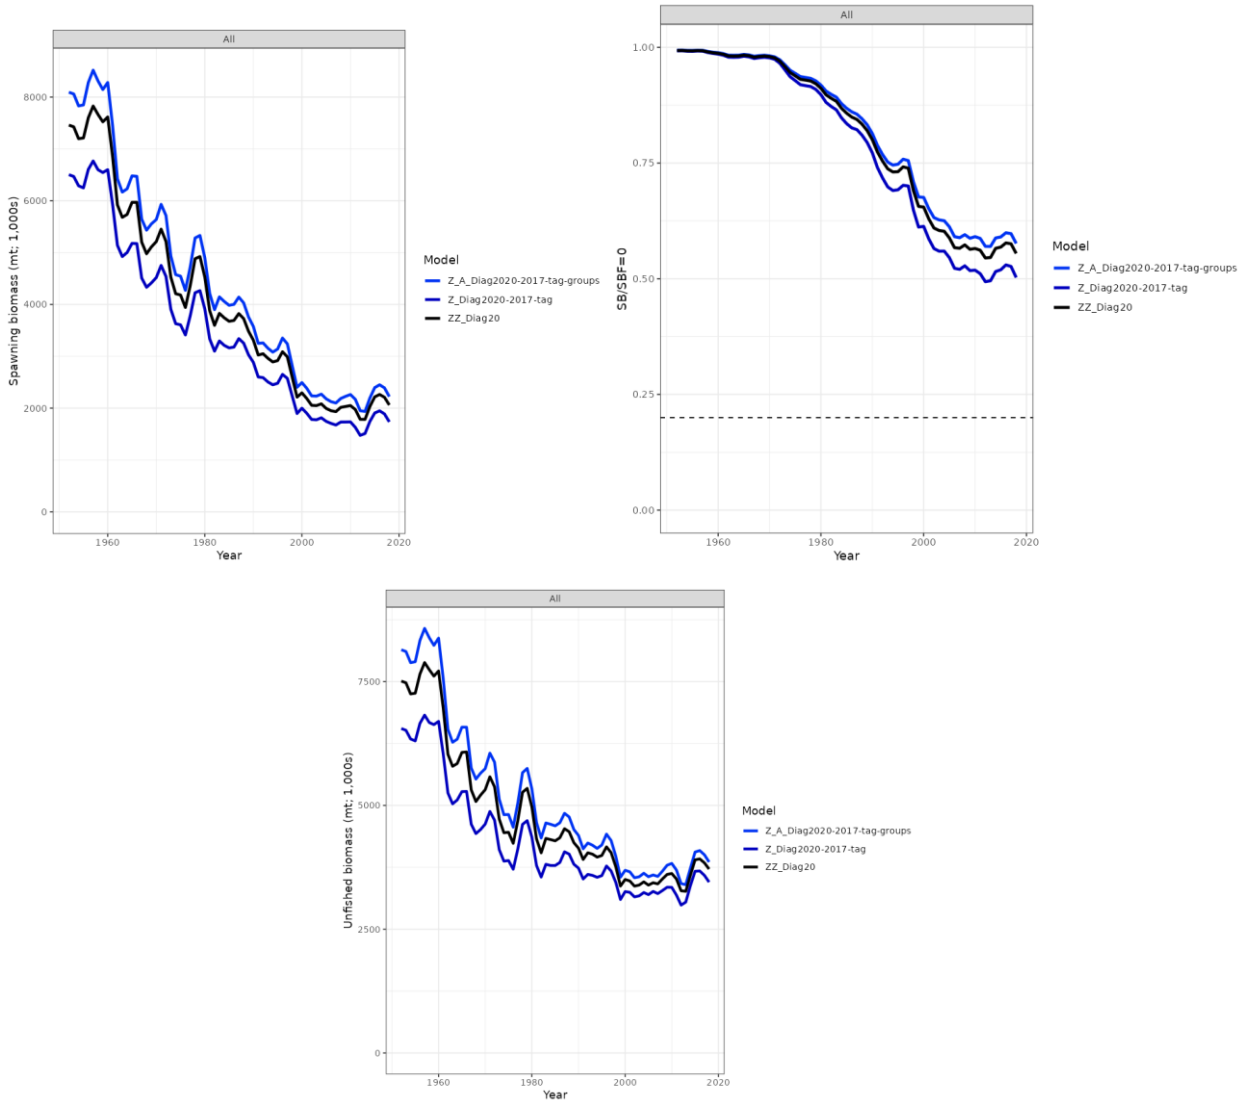 All
8000
6000
4000
2000
0
Spawning biomass (mt; 1,000s)
1960
1980
2000
2020
Year
Model
Z_A_Diag2020-2017-tag-groups
Z_Diag2020-2017-tag
ZZ_Diag20
All
1.00
0.75
0.50
0.25
0.00
SB/SBF=0
1960
1980
2000
2020
Year
Model
Z_A_Diag2020-2017-tag-groups
Z_Diag2020-2017-tag
ZZ_Diag20
All
7500
5000
2500
0
Unfished biomass (mt; 1,000s)
1960
1980
2000
2020
Year
Model
Z_A_Diag2020-2017-tag-groups
Z_Diag2020-2017-tag
ZZ_Diag20